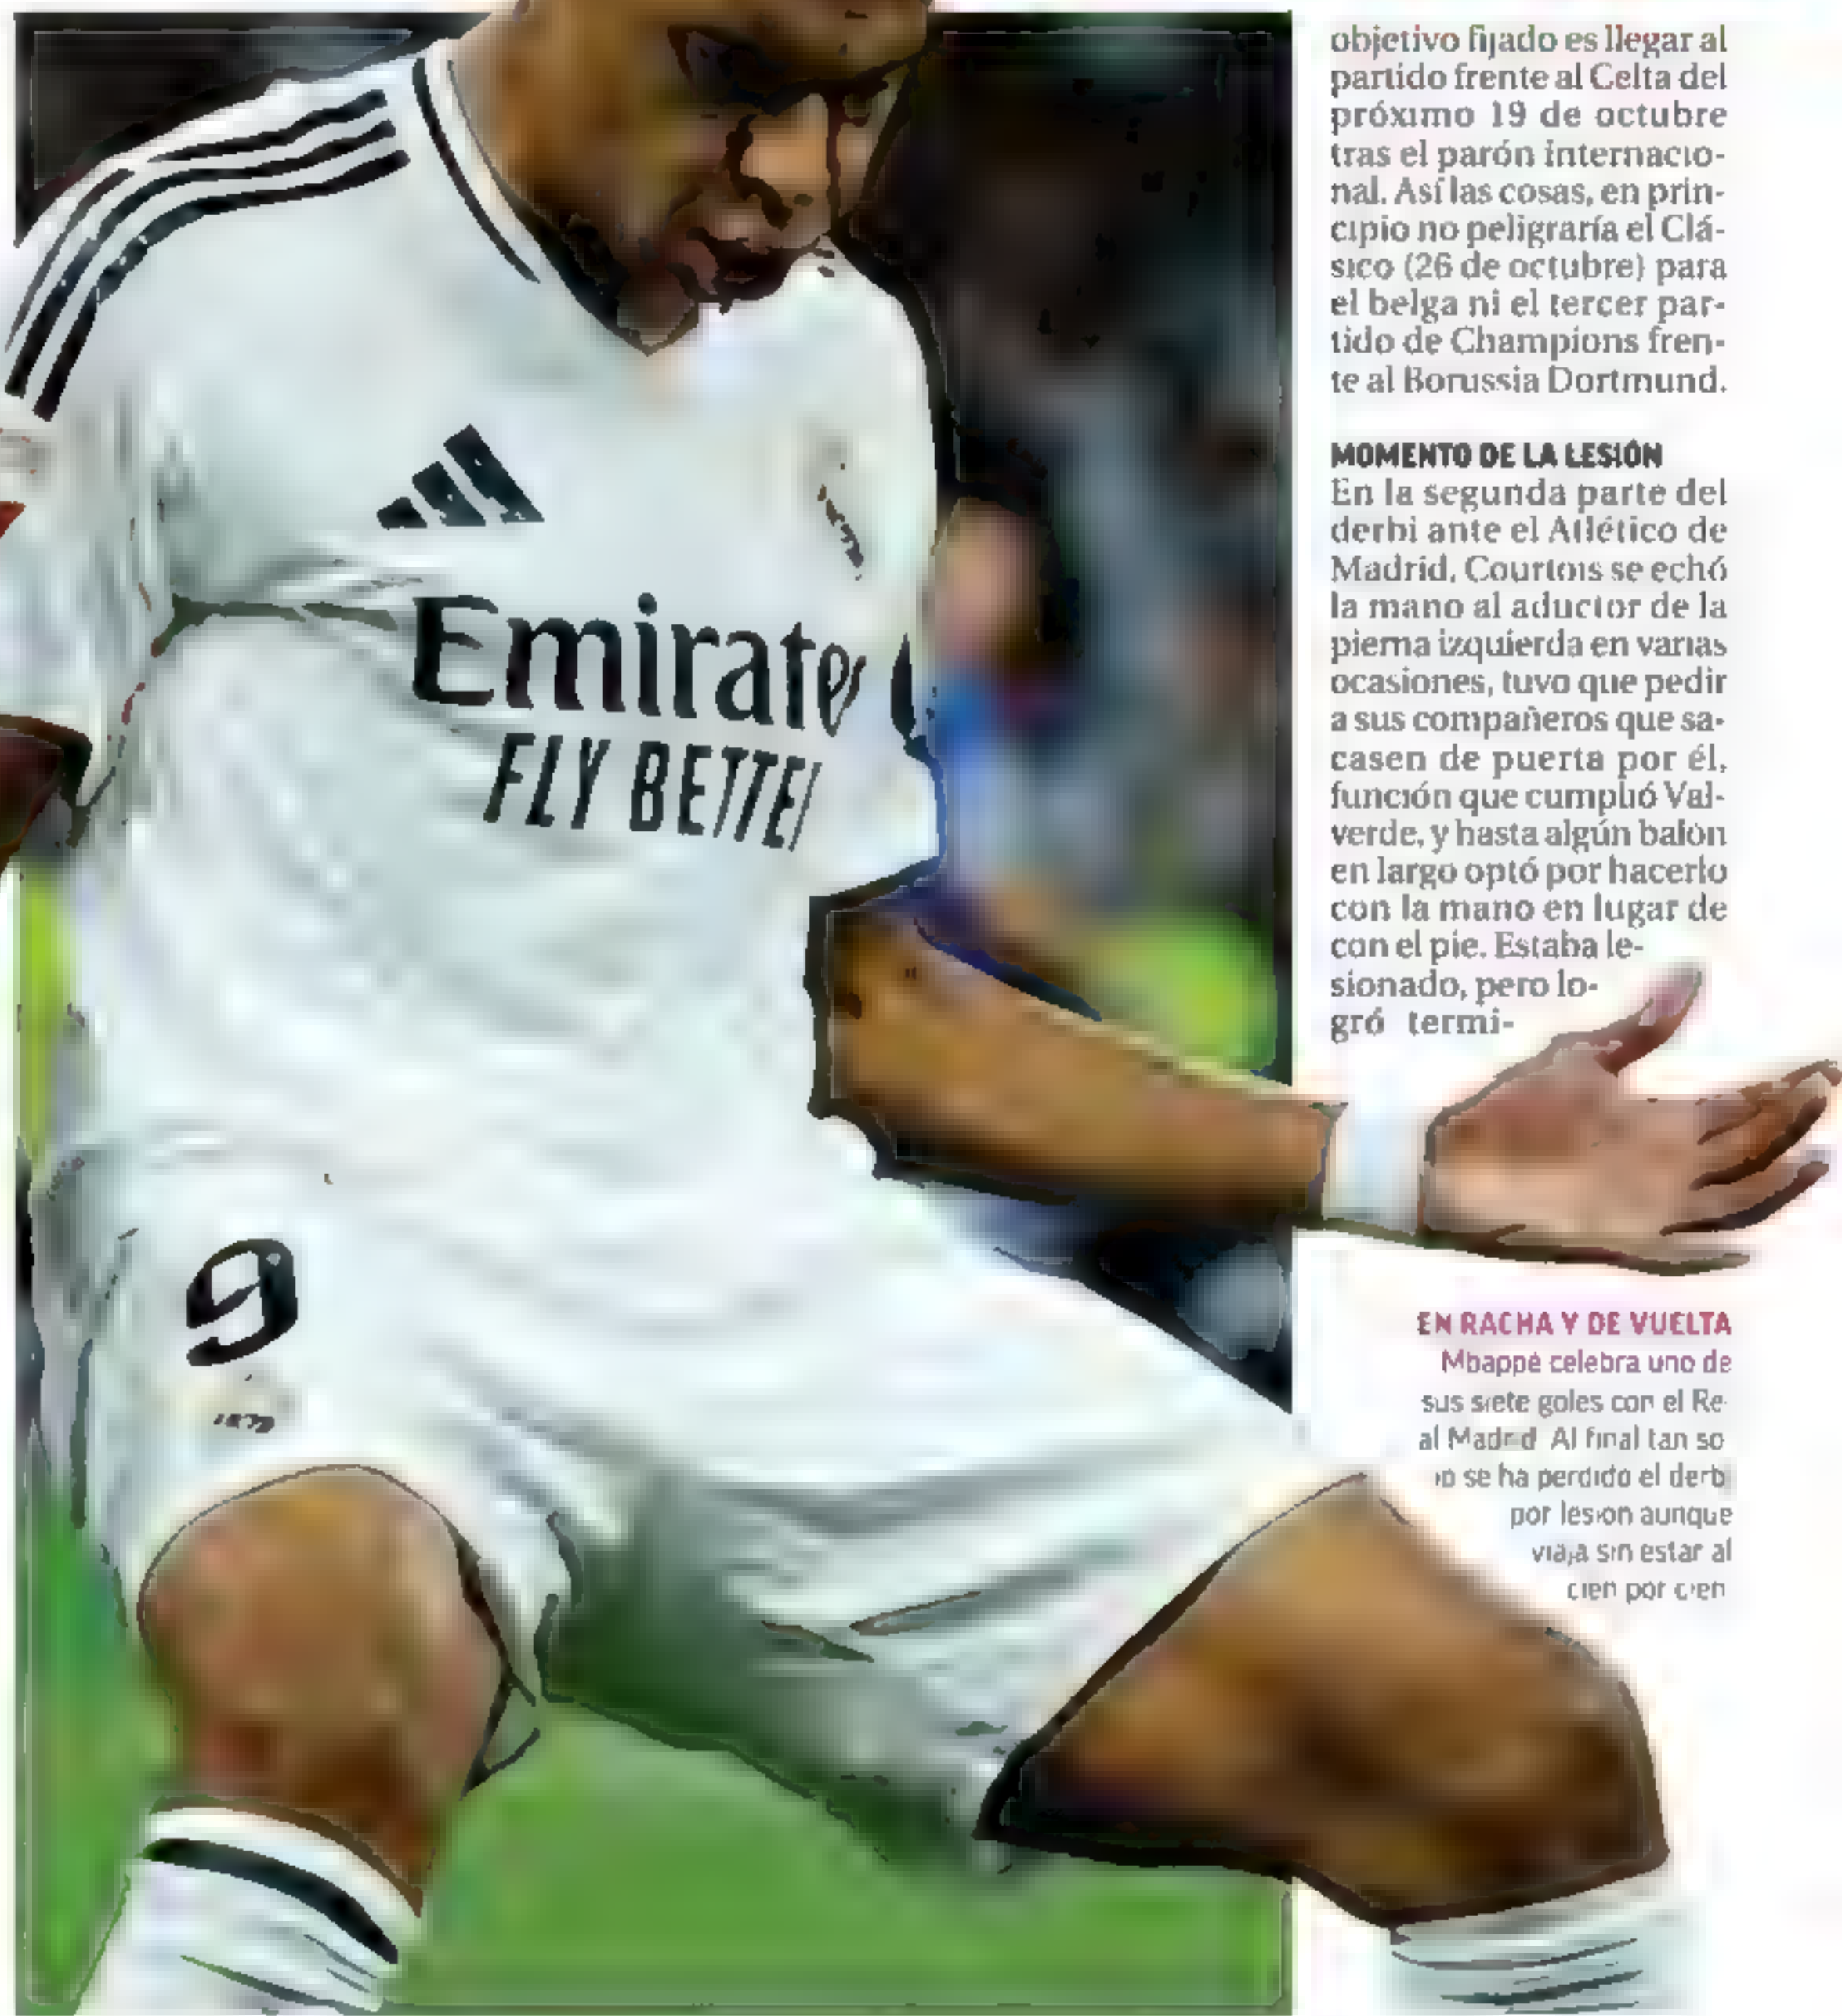 objetivo fijado es llegar al
partido frente al Celta del
próximo 19 de octubre
tras el parón internacio-
nal. Así las cosas, en prin-
cipio no peligraría el Clá-
sico (26 de octubre) para
el belga ni el tercer par-
tido de Champions fren-
te al Borussia Dortmund.
MOMENTO DE LA LESIÓN
En la segunda parte del
derbi ante el Atlético de
Madrid, Courtois se echó
la mano al aductor de la
pierna izquierda en varias
ocasiones, tuvo que pedir
a sus compañeros que sa-
casen de puerta por él,
función que cumplió Val-
verde, y hasta algún balón
en largo optó por hacerlo
con la mano en lugar de
con el pie. Estaba le-
sionado, pero lo-
gró termi-
Emirate
FLY BETTE
9
EN RACHA Y DE VUELTA
Mbappé celebra uno de
sus siete goles con el Re-
al Madrid Al final tan so
lo se ha perdido el derbi
por lesión aunque
viaja sin estar al
cien por cien